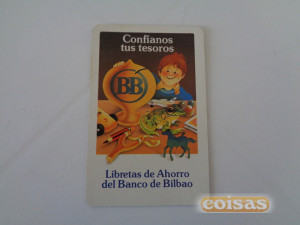 Confíanos
tus tesoros
BB
Libretas de Ahorro
del Banco de Bilbao
coisas